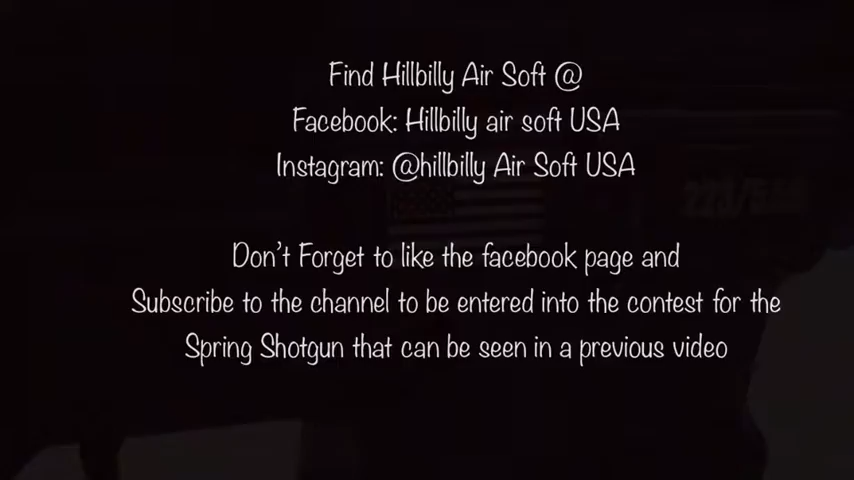 Find Hillbilly Air Soft @
Facebook: Hillbilly air soft USA
Instagram: @hillbilly Air Soft USA
Don't Forget to like the facebook page and
Subscribe to the channel to be entered into the contest for the
Spring Shotgun that can be seen in a previous video